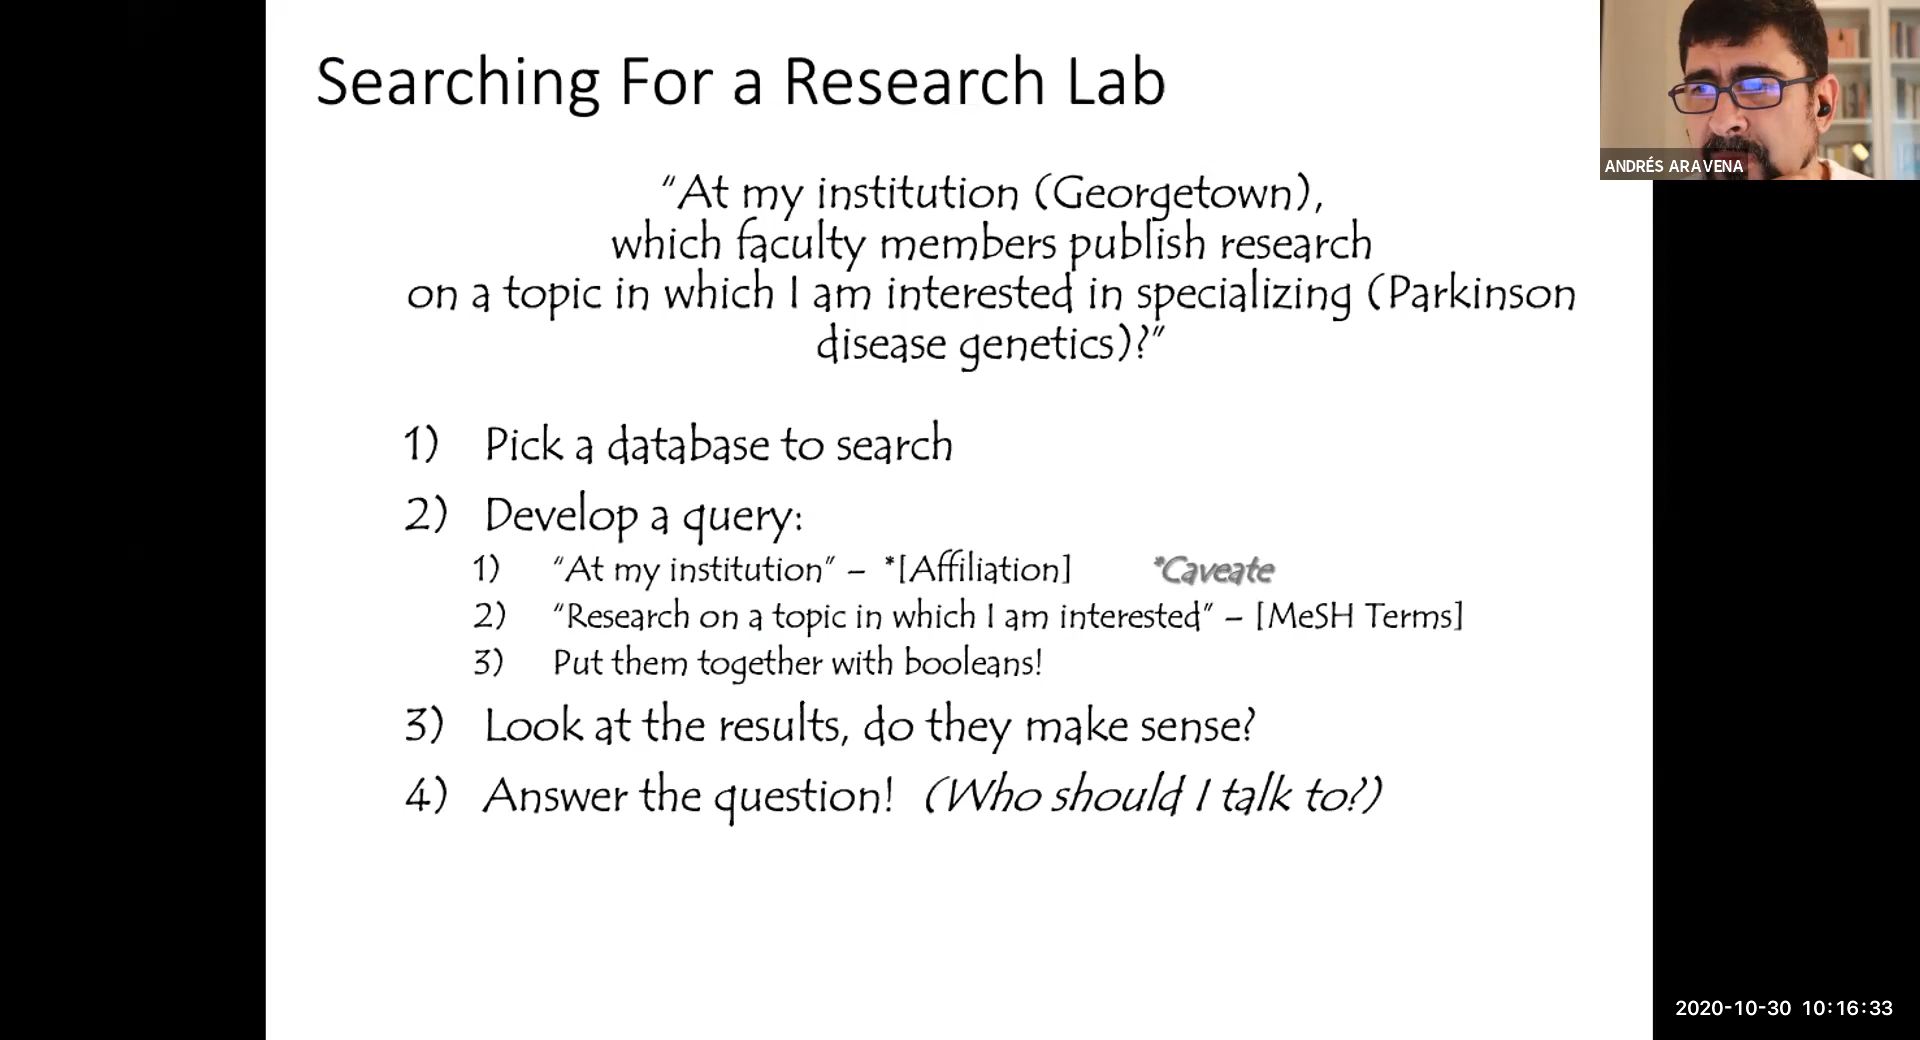 Searching For a Research Lab
"At my institution (Georgetown),
which faculty members publish research
on a topic in which I am interested in specializing (Parkinson
disease genetics)?"
1) Pick a database to search
2) Develop a query:
1) "At my institution" – *[Affiliation] *Caveate
2) "Research on a topic in which I am interested" – [MeSH Terms]
3) Put them together with booleans!
3) Look at the results, do they make sense?
4) Answer the question! (Who should I talk to?)
ANDRÉS ARAVENA
2020-10-30 10:16:33